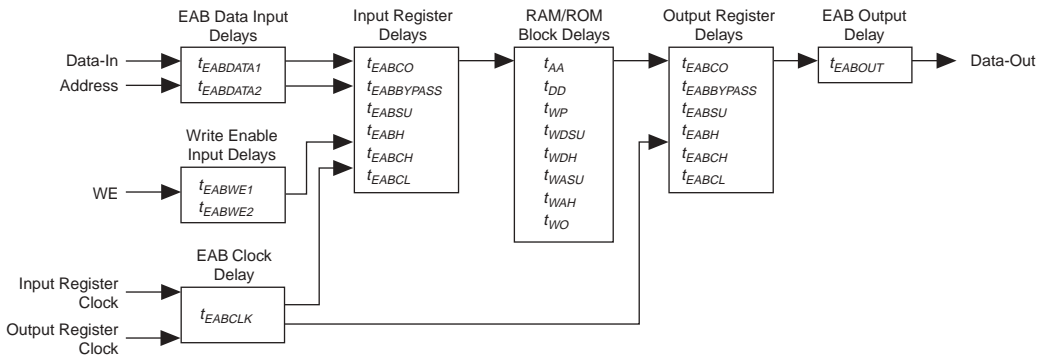 EAB Data Input
Delays
Input Register
Delays
RAM/ROM
Block Delays
Output Register
Delays
EAB Output
Delay
Data-In
Address
tEABDATA1
tEABDATA2
tEABCO
tEABBYPASS
tEABSU
tEABH
tEABCH
tEABCL
tAA
tDD
tWP
tWDSU
tWDH
tWASU
tWAH
tWO
tEABCO
tEABBYPASS
tEABSU
tEABH
tEABCH
tEABCL
tEABOUT
Data-Out
Write Enable
Input Delays
WE
tEABWE1
tEABWE2
EAB Clock
Delay
Input Register
Clock
Output Register
Clock
tEABCLK